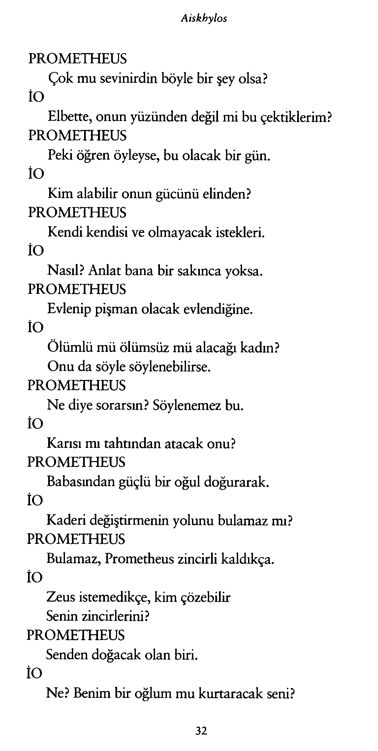 Aiskhylos
PROMETHEUS
Çok mu sevinirdin böyle bir şey olsa?
İO
Elbette, onun yüzünden değil mi bu çektiklerim?
PROMETHEUS
Peki öğren öyleyse, bu olacak bir gün.
İO
Kim alabilir onun gücünü elinden?
PROMETHEUS
Kendi kendisi ve olmayacak istekleri.
İO
Nasıl? Anlat bana bir sakınca yoksa.
PROMETHEUS
Evlenip pişman olacak evlendiğine.
İO
Ölümlü mü ölümsüz mü alacağı kadın?
Onu da söyle söylenebilirse.
PROMETHEUS
Ne diye sorarsın? Söylenemez bu.
İO
Karısı mı tahtından atacak onu?
PROMETHEUS
Babasından güçlü bir oğul doğurarak.
İO
Kaderi değiştirmenin yolunu bulamaz mı?
PROMETHEUS
Bulamaz, Prometheus zincirli kaldıkça.
İO
Zeus istemedikçe, kim çözebilir
Senin zincirlerini?
PROMETHEUS
Senden doğacak olan biri.
İO
Ne? Benim bir oğlum mu kurtaracak seni?
32